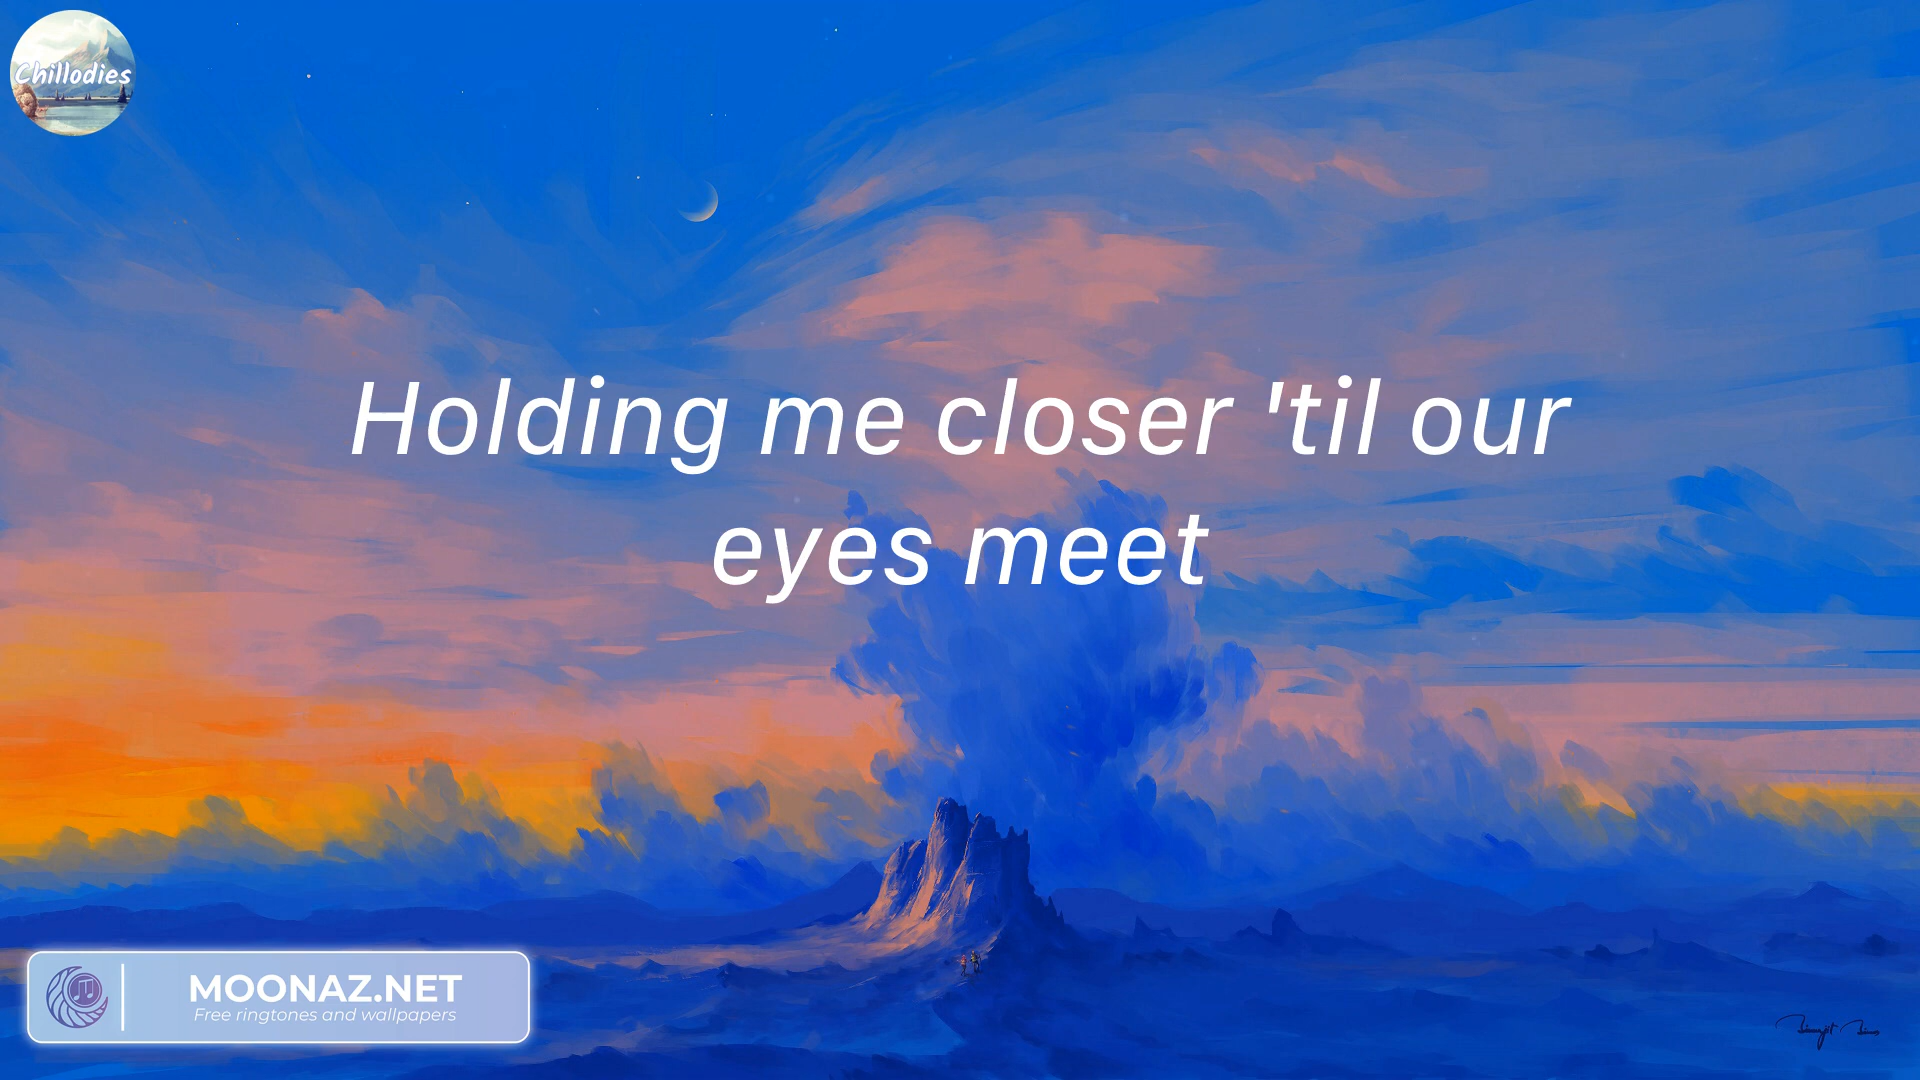 Chillodies
Holding me closer 'til our
eyes meet
MOONAZ.NET
Free ringtones and wallpapers